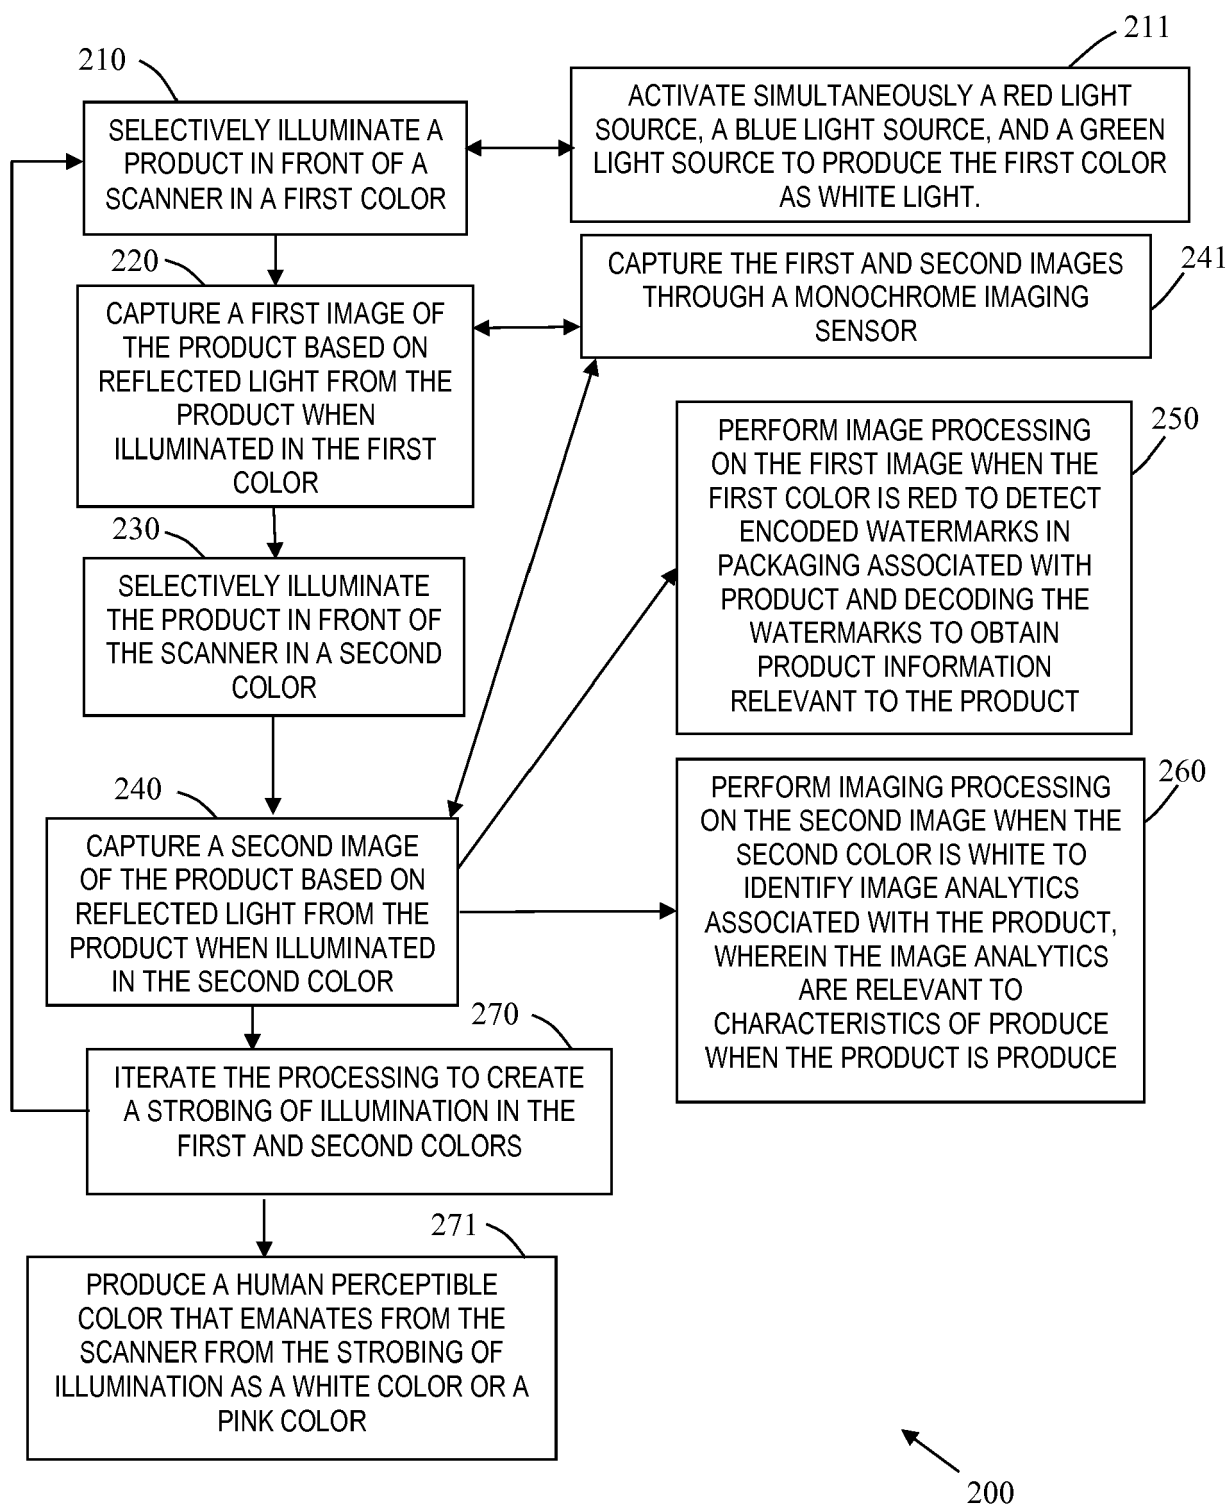 210
SELECTIVELY ILLUMINATE A
PRODUCT IN FRONT OF A
SCANNER IN A FIRST COLOR
211
ACTIVATE SIMULTANEOUSLY A RED LIGHT
SOURCE, A BLUE LIGHT SOURCE, AND A GREEN
LIGHT SOURCE TO PRODUCE THE FIRST COLOR
AS WHITE LIGHT.
220
CAPTURE A FIRST IMAGE OF
THE PRODUCT BASED ON
REFLECTED LIGHT FROM THE
PRODUCT WHEN
ILLUMINATED IN THE FIRST
COLOR
241
CAPTURE THE FIRST AND SECOND IMAGES
THROUGH A MONOCHROME IMAGING
SENSOR
230
SELECTIVELY ILLUMINATE
THE PRODUCT IN FRONT OF
THE SCANNER IN A SECOND
COLOR
250
PERFORM IMAGE PROCESSING
ON THE FIRST IMAGE WHEN THE
FIRST COLOR IS RED TO DETECT
ENCODED WATERMARKS IN
PACKAGING ASSOCIATED WITH
PRODUCT AND DECODING THE
WATERMARKS TO OBTAIN
PRODUCT INFORMATION
RELEVANT TO THE PRODUCT
240
CAPTURE A SECOND IMAGE
OF THE PRODUCT BASED ON
REFLECTED LIGHT FROM THE
PRODUCT WHEN ILLUMINATED
IN THE SECOND COLOR
260
PERFORM IMAGING PROCESSING
ON THE SECOND IMAGE WHEN THE
SECOND COLOR IS WHITE TO
IDENTIFY IMAGE ANALYTICS
ASSOCIATED WITH THE PRODUCT,
WHEREIN THE IMAGE ANALYTICS
ARE RELEVANT TO
CHARACTERISTICS OF PRODUCE
WHEN THE PRODUCT IS PRODUCE
270
ITERATE THE PROCESSING TO CREATE
A STROBING OF ILLUMINATION IN THE
FIRST AND SECOND COLORS
271
PRODUCE A HUMAN PERCEPTIBLE
COLOR THAT EMANATES FROM THE
SCANNER FROM THE STROBING OF
ILLUMINATION AS A WHITE COLOR OR A
PINK COLOR
200